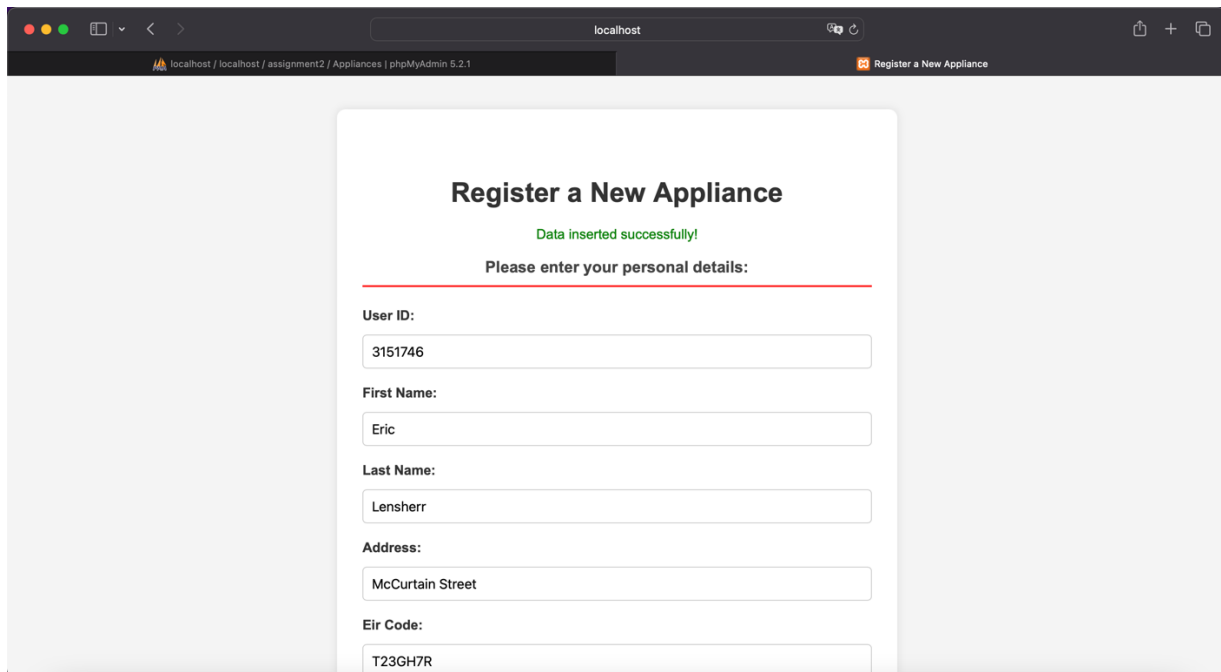 localhost
localhost / localhost / assignment2 / Appliances | phpMyAdmin 5.2.1
Register a New Appliance
Register a New Appliance
Data inserted successfully!
Please enter your personal details:
User ID:
3151746
First Name:
Eric
Last Name:
Lensherr
Address:
McCurtain Street
Eir Code:
T23GH7R